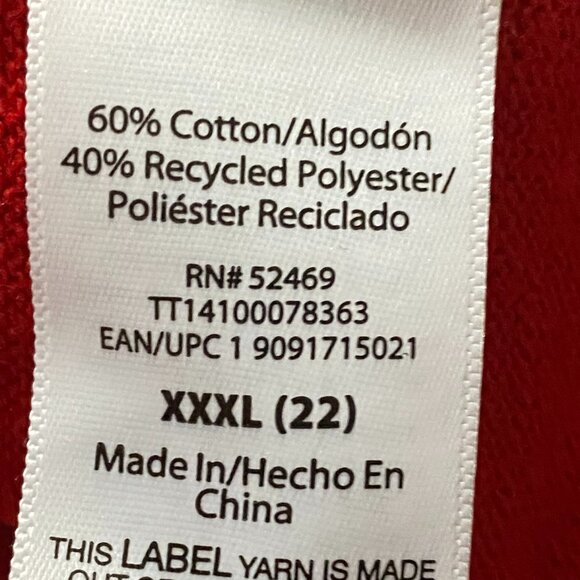 60% Cotton/Algodón
40% Recycled Polyester/
Poliéster Reciclado
RN# 52469
TT14100078363
EAN/UPC 1 9091715021
XXXL (22)
Made In/Hecho En
China
THIS LABEL YARN IS MADE